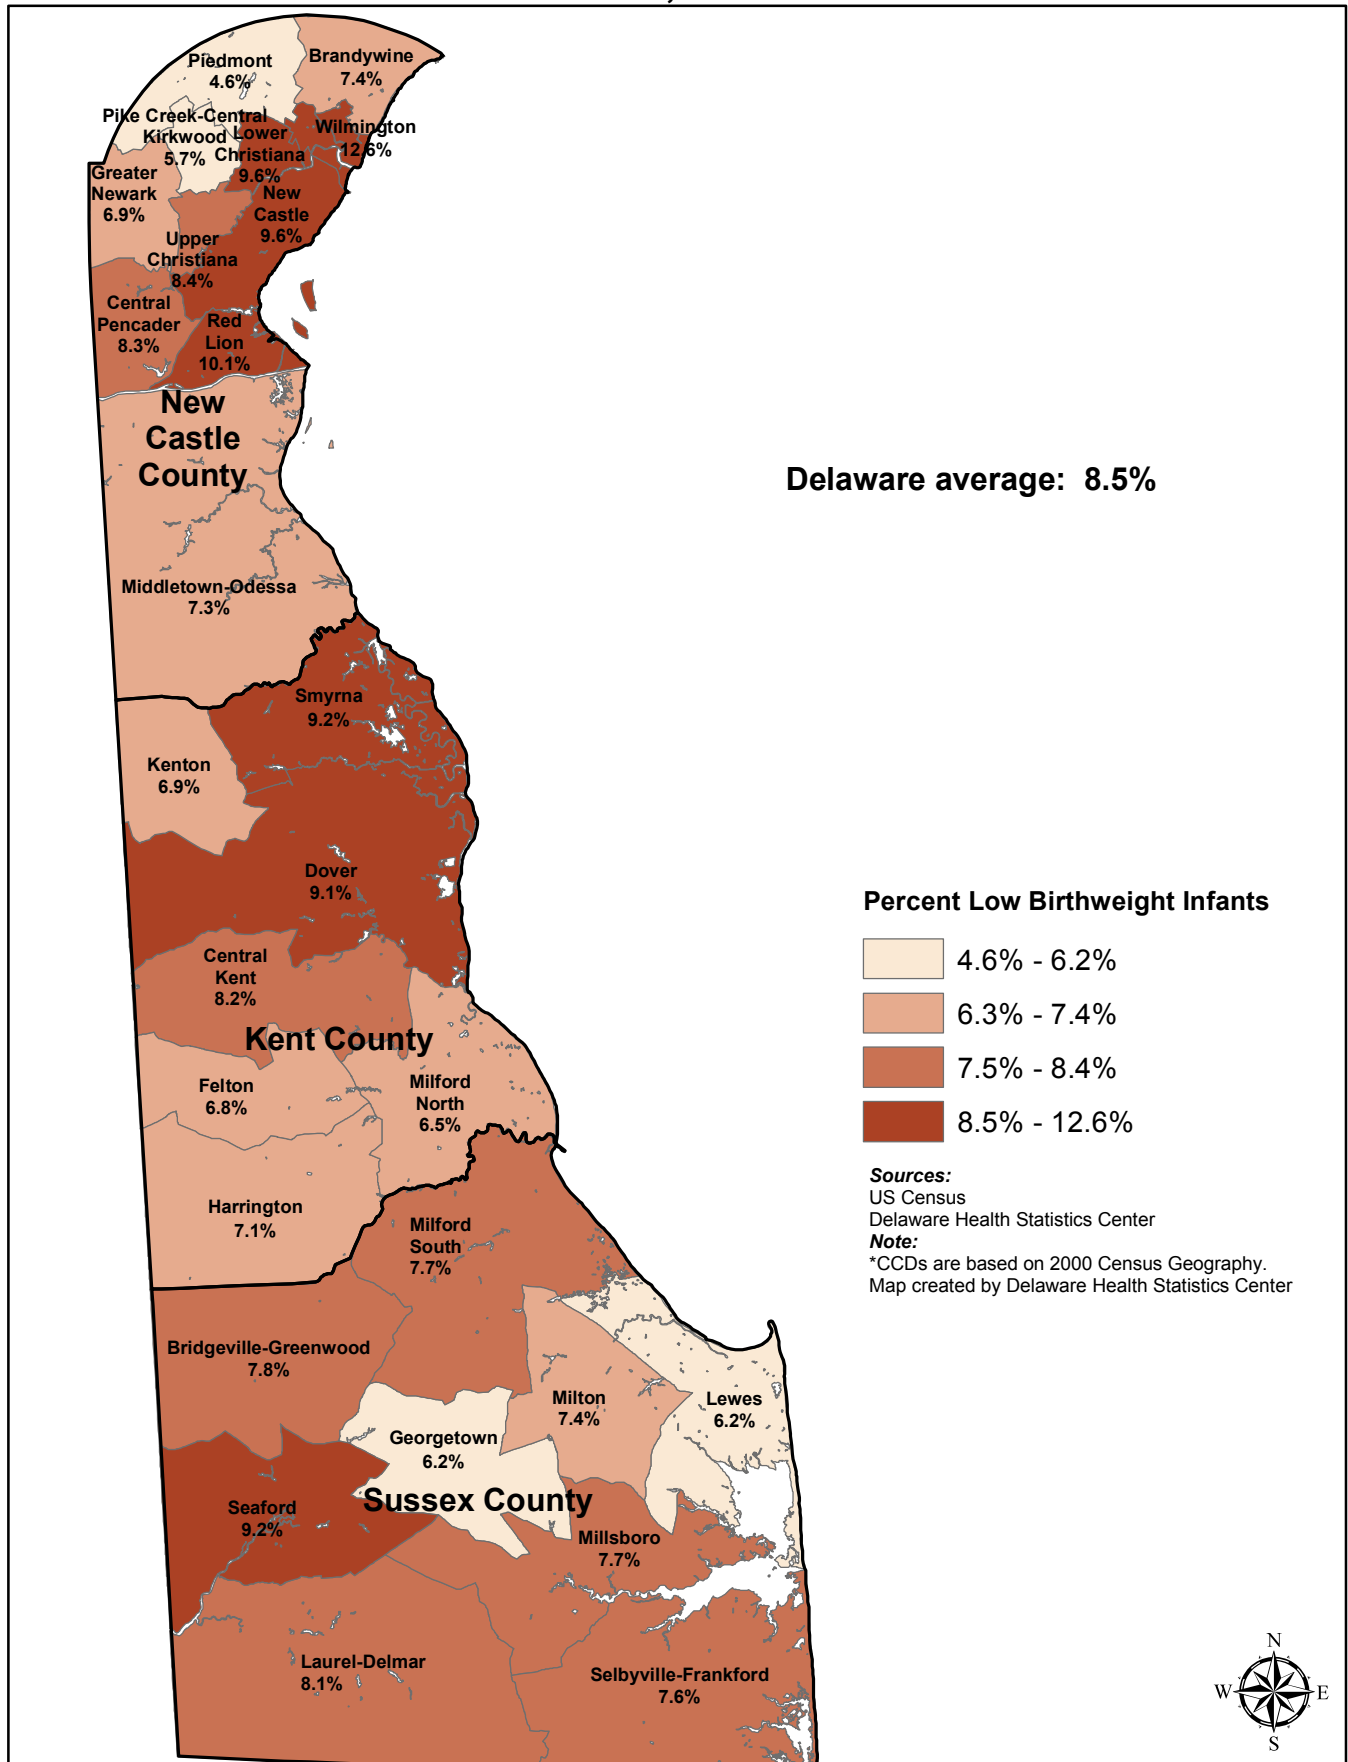 Piedmont
4.6%
Brandywine
7.4%
Pike Creek-Central
Kirkwood
5.7%
Lower
Christiana
9.6%
Wilmington
12.6%
Greater
Newark
6.9%
New
Castle
9.6%
Upper
Christiana
8.4%
Central
Pencader
8.3%
Red
Lion
10.1%
New
Castle
County
Delaware average: 8.5%
Middletown-Odessa
7.3%
Smyrna
9.2%
Kenton
6.9%
Dover
9.1%
Central
Kent
8.2%
Kent County
Felton
6.8%
Milford
North
6.5%
Harrington
7.1%
Milford
South
7.7%
Bridgeville-Greenwood
7.8%
Milton
7.4%
Lewes
6.2%
Georgetown
6.2%
Sussex County
Seaford
9.2%
Millsboro
7.7%
Laurel-Delmar
8.1%
Selbyville-Frankford
7.6%
Percent Low Birthweight Infants
4.6% - 6.2%
6.3% - 7.4%
7.5% - 8.4%
8.5% - 12.6%
Sources:
US Census
Delaware Health Statistics Center
Note:
*CCDs are based on 2000 Census Geography.
Map created by Delaware Health Statistics Center
N
W
E
S